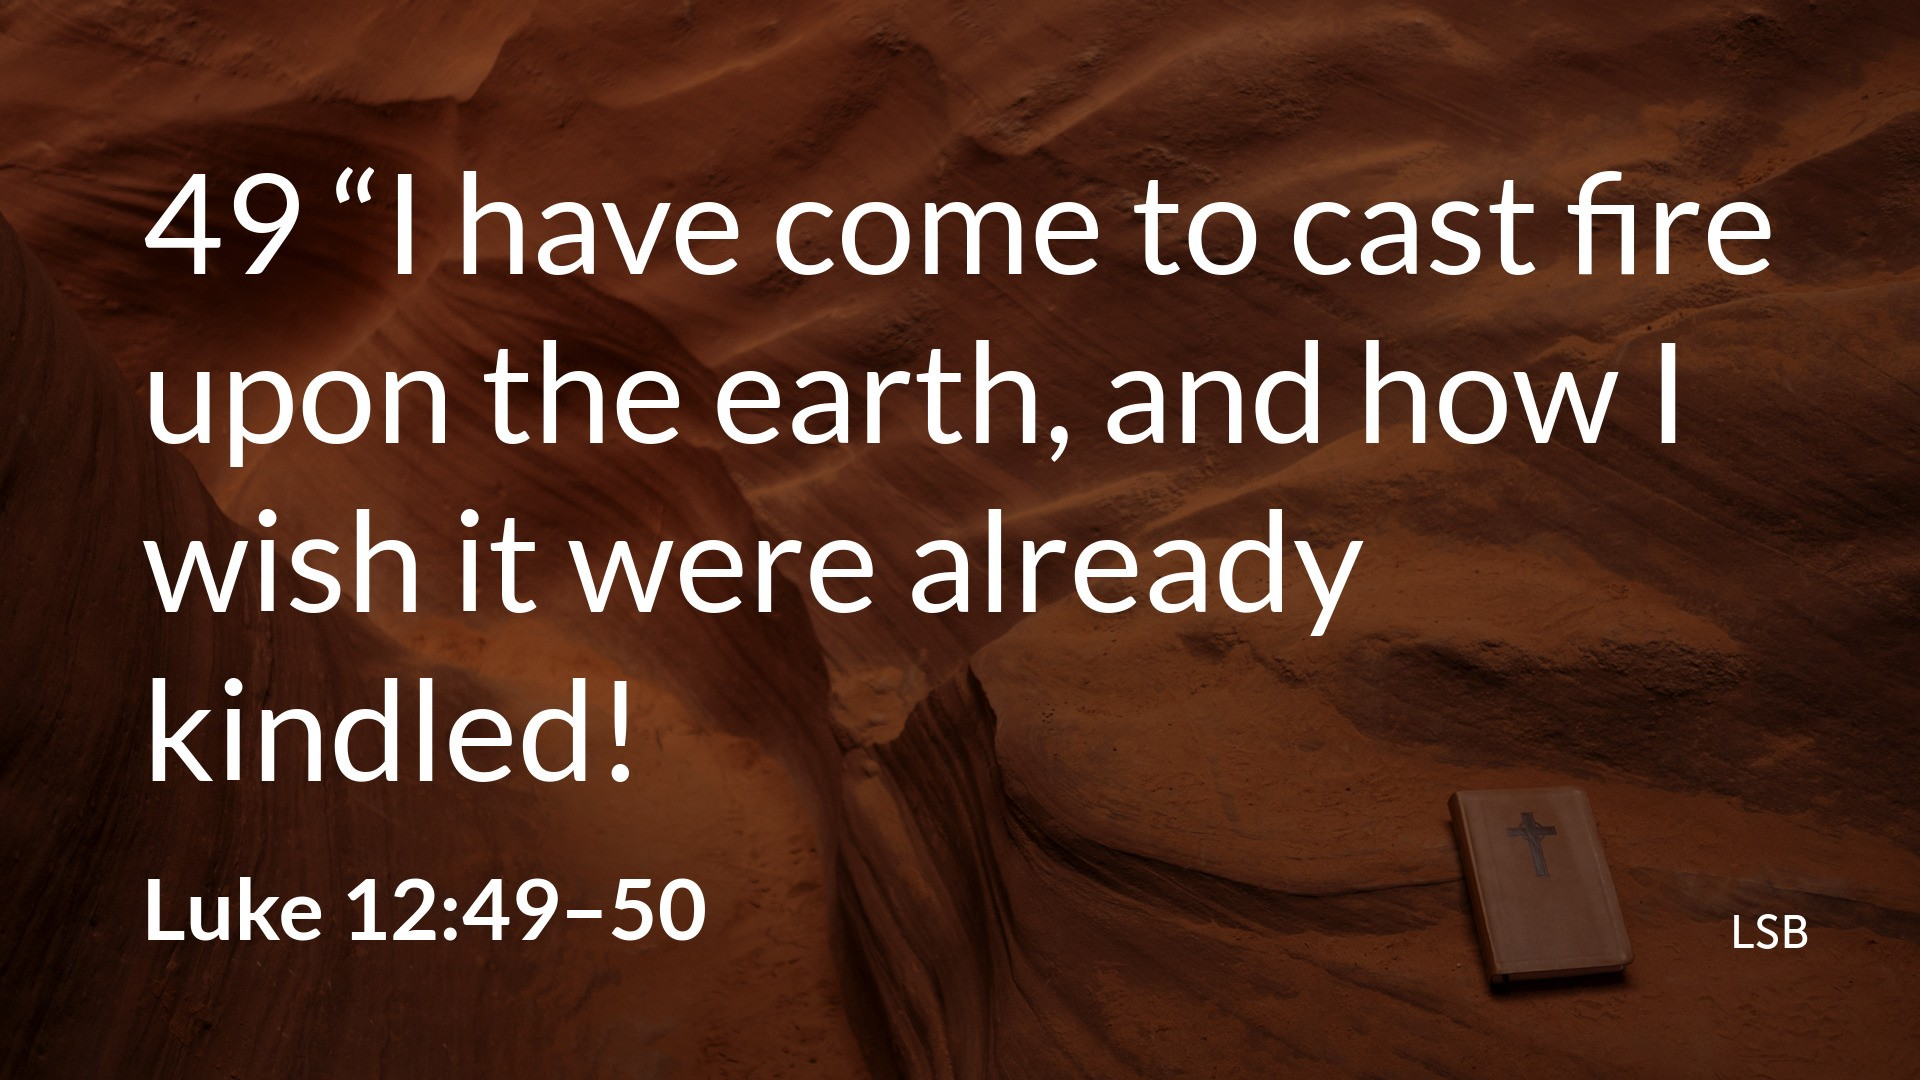 49 “I have come to cast fire
upon the earth, and how I
wish it were already
kindled!
Luke 12:49–50
LSB